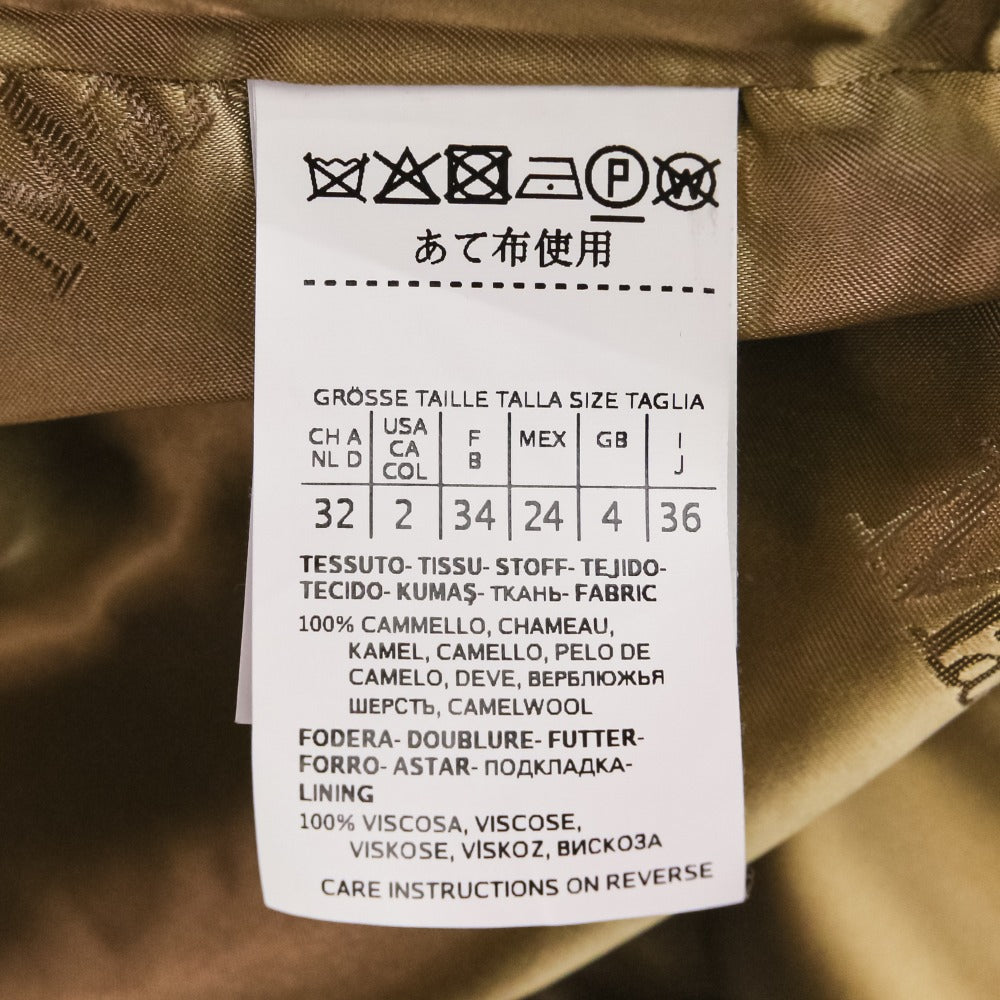 P W
あて布使用
GRÖSSE TAILLE TALLA SIZE TAGLIA
CH A NL D USA CA COL F B MEX GB I J
32 2 34 24 4 36
TESSUTO- TISSU- STOFF- TEJIDO-
TECIDO- KUMAŞ- ТКАНЬ- FABRIC
100% CAMMELLO, CHAMEAU,
KAMEL, CAMELLO, PELO DE
CAMELO, DEVE, ВЕРБЛЮЖЬЯ
ШЕРСТЬ, CAMELWOOL
FODERA- DOUBLURE- FUTTER-
FORRO- ASTAR- ПОДКЛАДКА-
LINING
100% VISCOSA, VISCOSE,
VISKOSE, VİSKOZ, ВИСКОЗА
CARE INSTRUCTIONS ON REVERSE